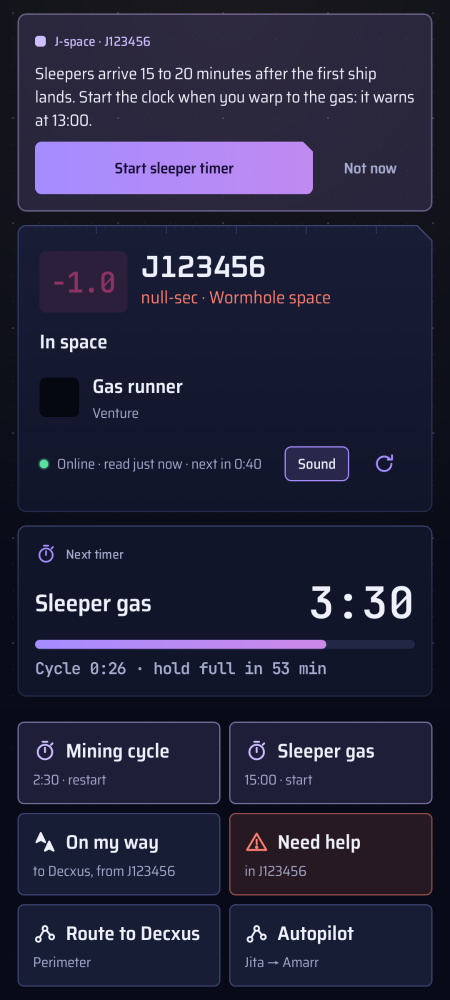 J-space · J123456
Sleepers arrive 15 to 20 minutes after the first ship
lands. Start the clock when you warp to the gas: it warns
at 13:00.
Start sleeper timer
Not now
-1.0
J123456
null-sec · Wormhole space
In space
Gas runner
Venture
Online · read just now · next in 0:40
Sound
Next timer
Sleeper gas
3:30
Cycle 0:26 · hold full in 53 min
Mining cycle
2:30 · restart
Sleeper gas
15:00 · start
On my way
to Decxus, from J123456
Need help
in J123456
Route to Decxus
Perimeter
Autopilot
Jita → Amarr